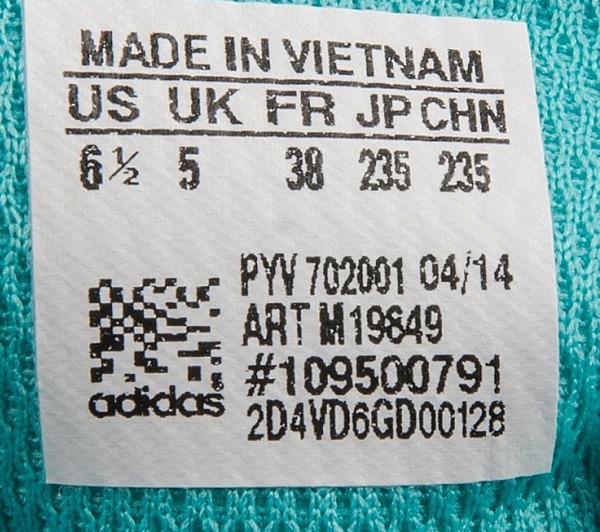 MADE IN VIETNAM
US UK FR JP CHN
6½ 5 38 235 235
PYV 702001 04/14
ART M19849
#109500791
2D4VD6GD00128
adidas